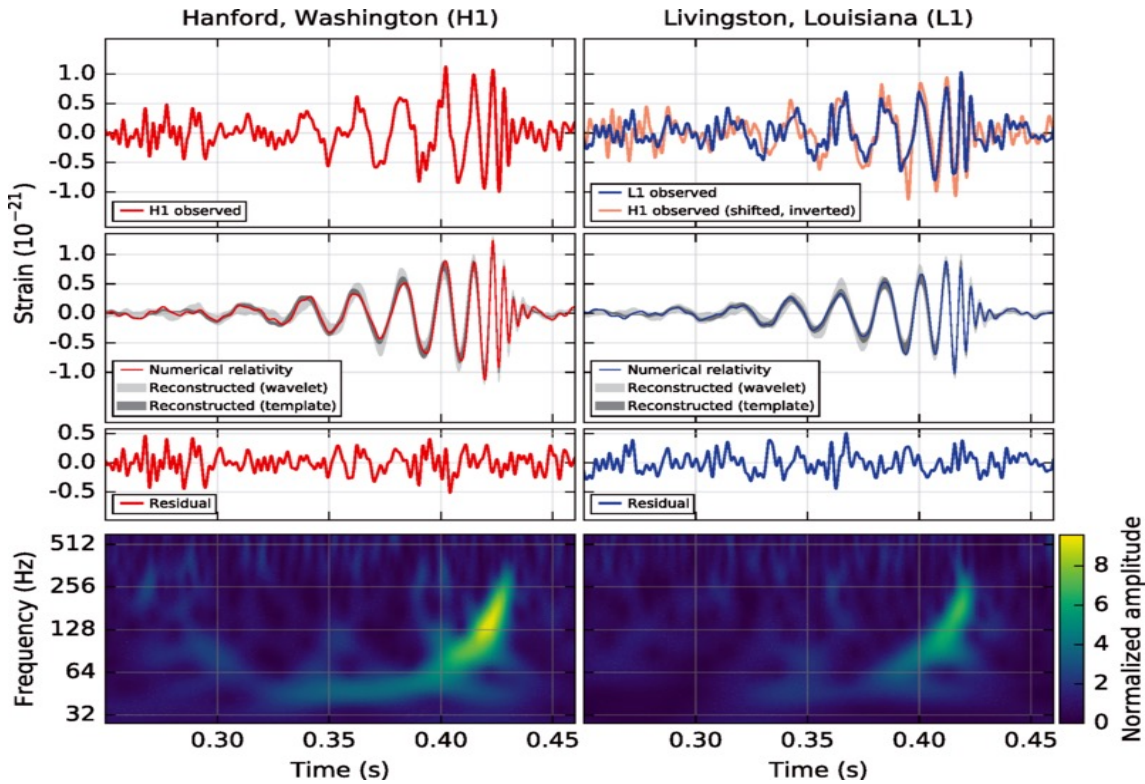 Hanford, Washington (H1)
Livingston, Louisiana (L1)
Strain (10⁻²¹)
1.0
0.5
0.0
-0.5
-1.0
H1 observed
L1 observed
H1 observed (shifted, inverted)
1.0
0.5
0.0
-0.5
-1.0
Numerical relativity
Reconstructed (wavelet)
Reconstructed (template)
Numerical relativity
Reconstructed (wavelet)
Reconstructed (template)
0.5
0.0
-0.5
Residual
Residual
Frequency (Hz)
512
256
128
64
32
0.30
0.35
0.40
0.45
Time (s)
0.30
0.35
0.40
0.45
Time (s)
8
6
4
2
0
Normalized amplitude